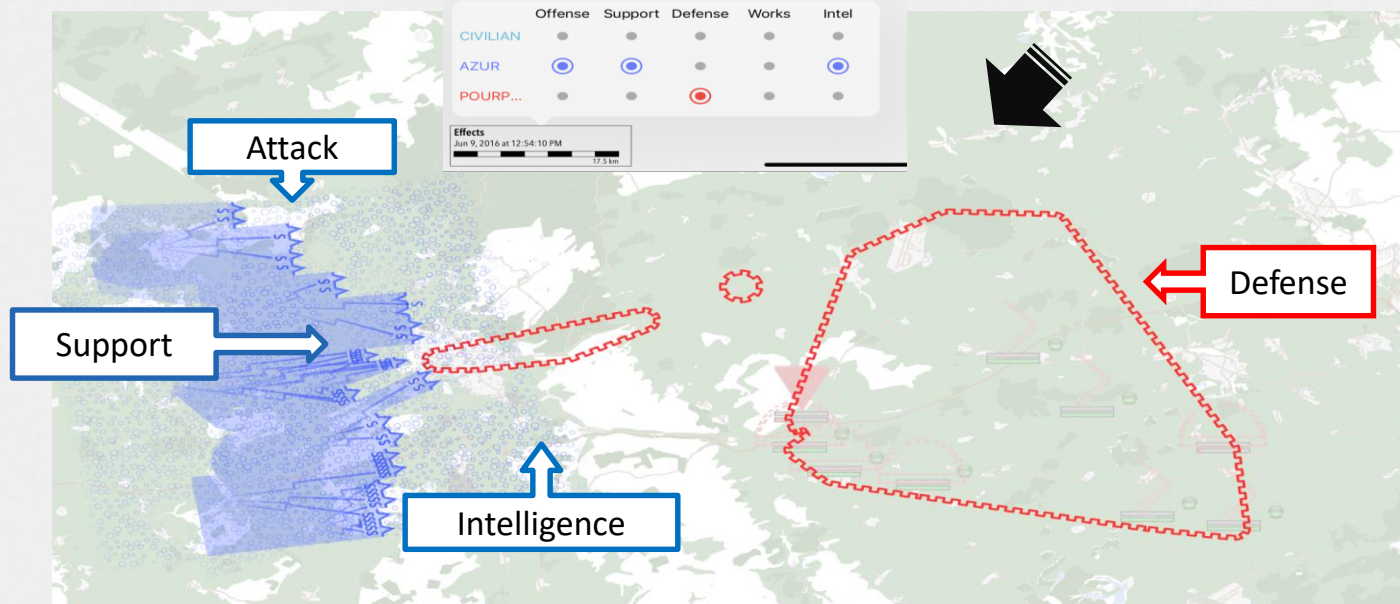 Offense Support Defense Works Intel
CIVILIAN
AZUR
POURP...
Effects
Jun 9, 2016 at 12:54:10 PM
17.5 km
Attack
Defense
Support
Intelligence